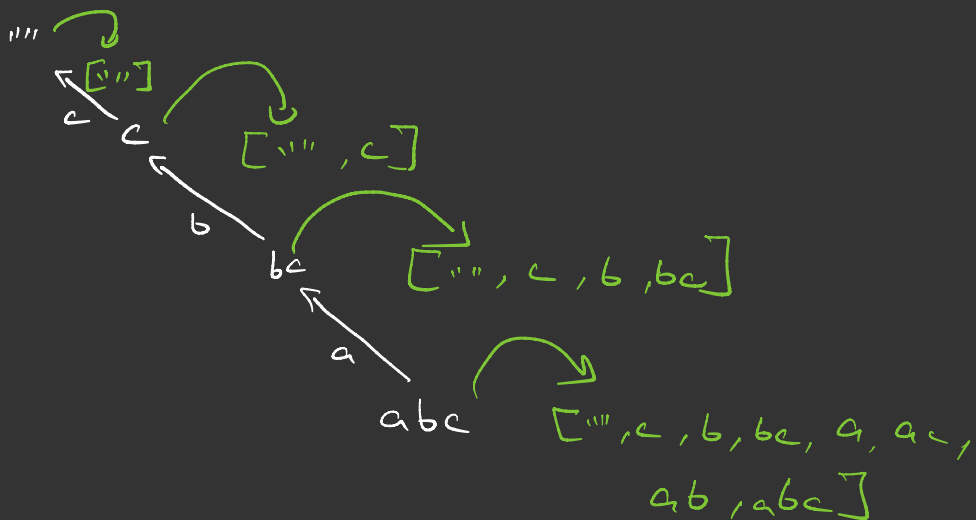 ""
[""]
c
c
["", c]
b
bc
["", c, b, bc]
a
abc
["", c, b, bc, a, ac,
ab, abc]